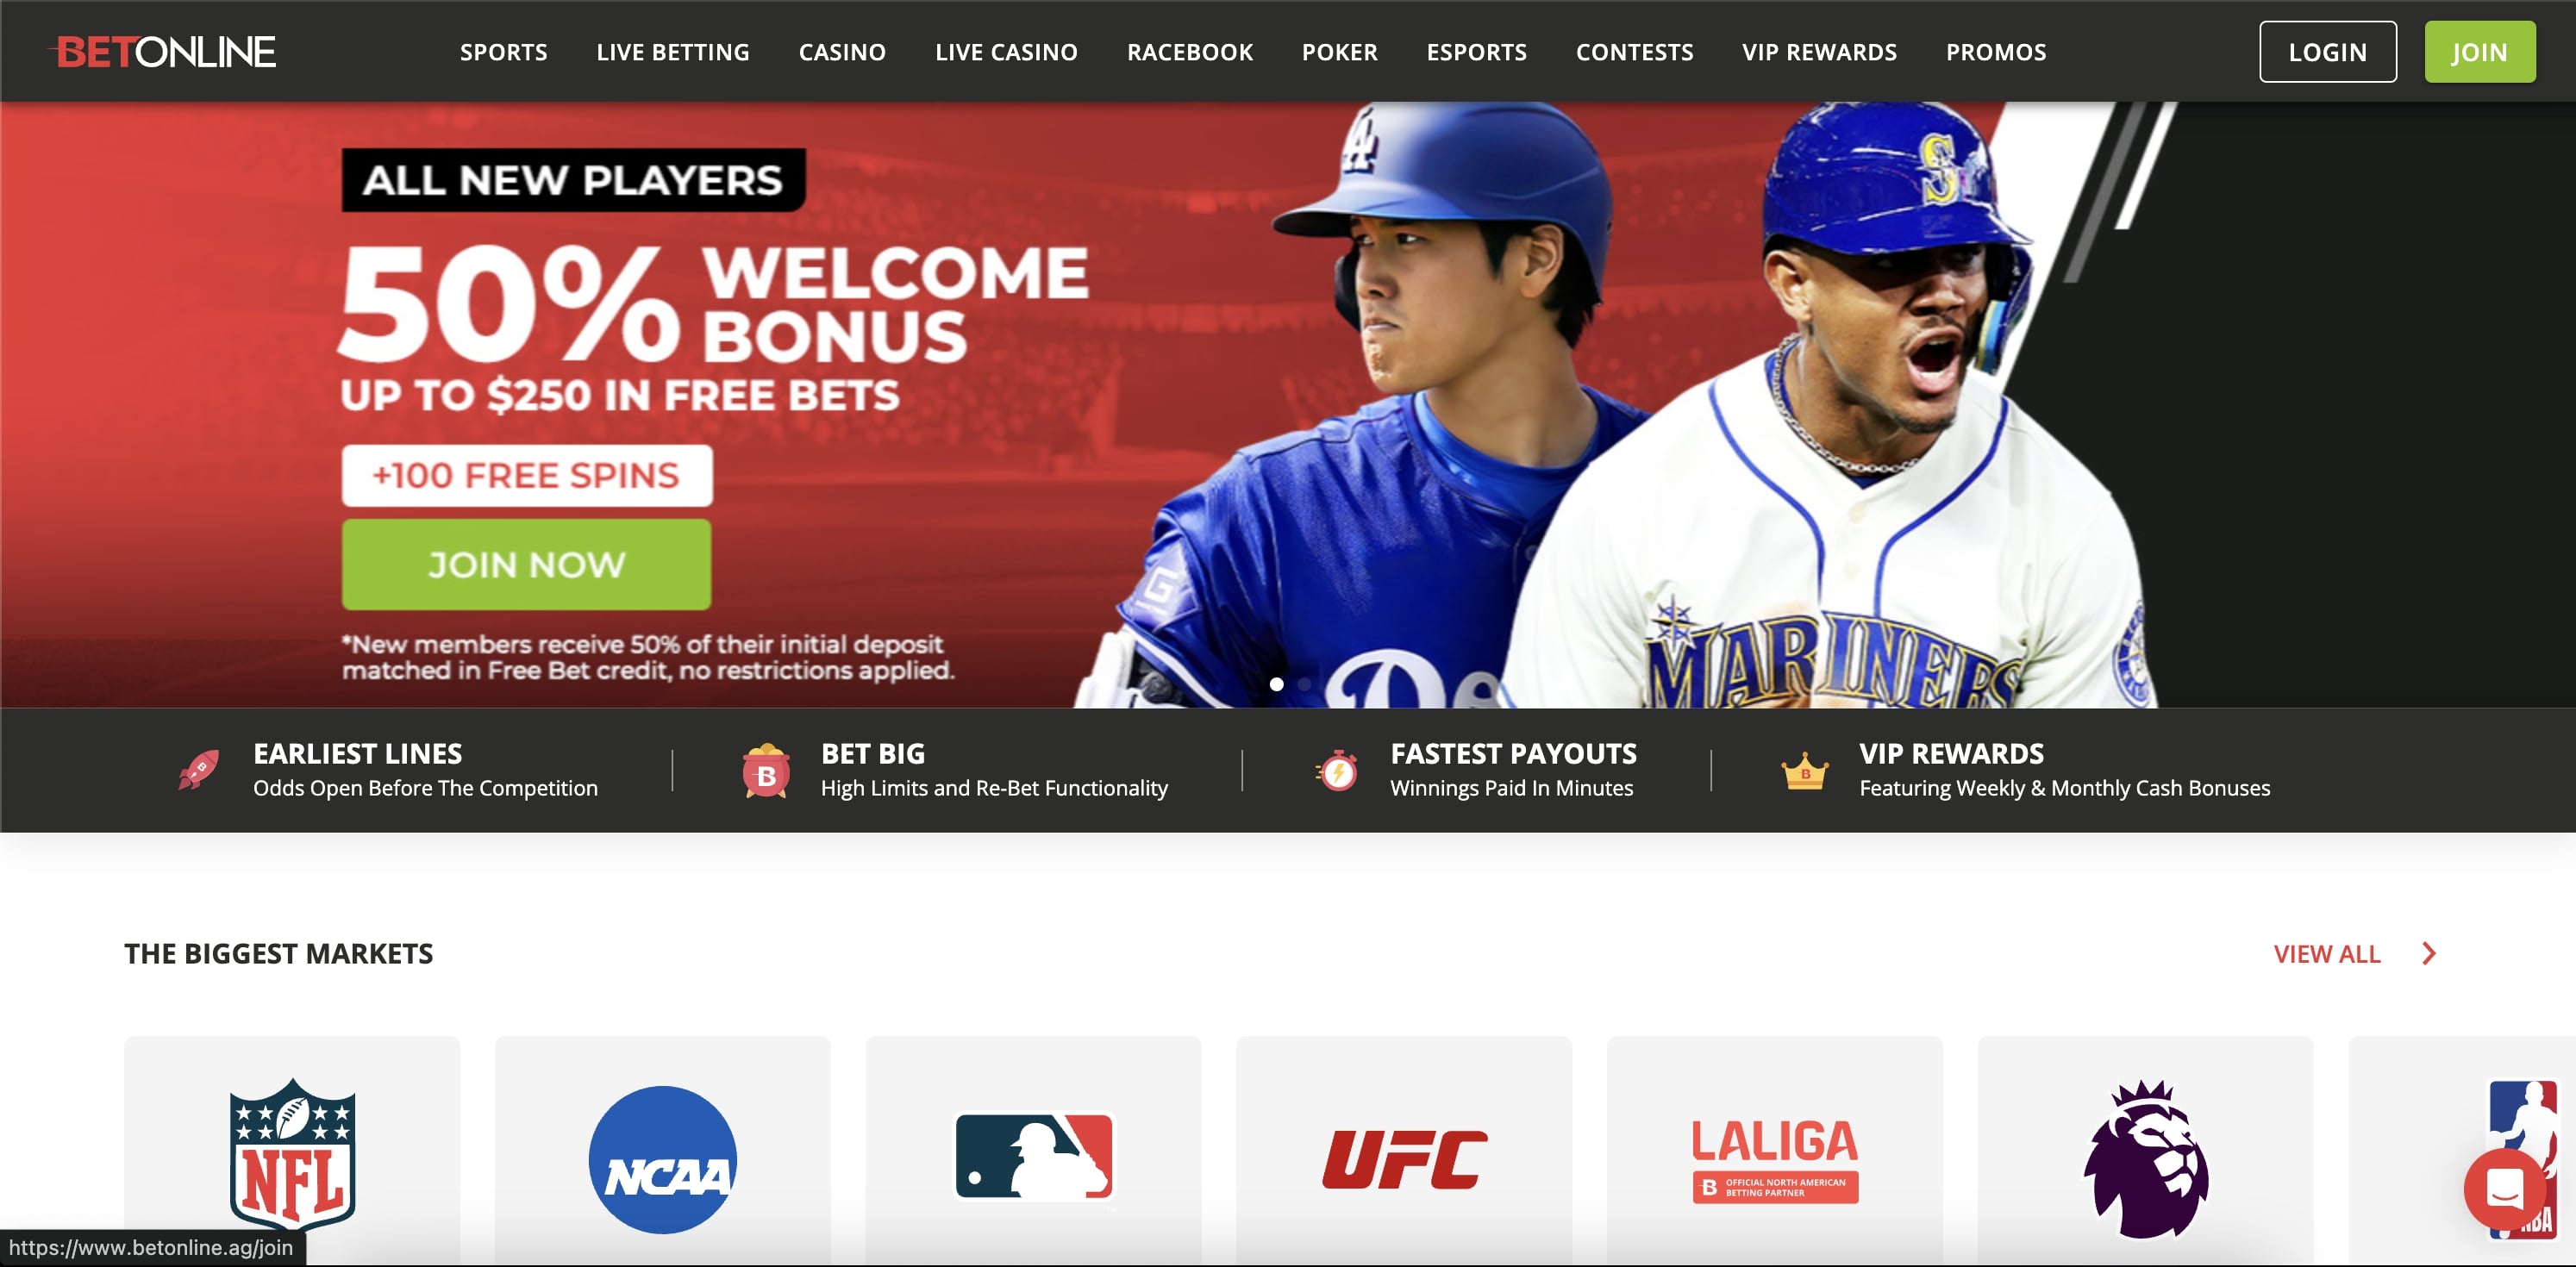 BETONLINE
SPORTS LIVE BETTING CASINO LIVE CASINO RACEBOOK POKER ESPORTS CONTESTS VIP REWARDS PROMOS
LOGIN
JOIN
ALL NEW PLAYERS
50% WELCOME
BONUS
UP TO $250 IN FREE BETS
+100 FREE SPINS
JOIN NOW
*New members receive 50% of their initial deposit
matched in Free Bet credit, no restrictions applied.
LA
S
G
MARINERS
EARLIEST LINES
Odds Open Before The Competition
B
BET BIG
High Limits and Re-Bet Functionality
FASTEST PAYOUTS
Winnings Paid In Minutes
B
VIP REWARDS
Featuring Weekly & Monthly Cash Bonuses
THE BIGGEST MARKETS
VIEW ALL
NFL
NCAA
UFC
LALIGA
B OFFICIAL NORTH AMERICAN
BETTING PARTNER
https://www.betonline.ag/join